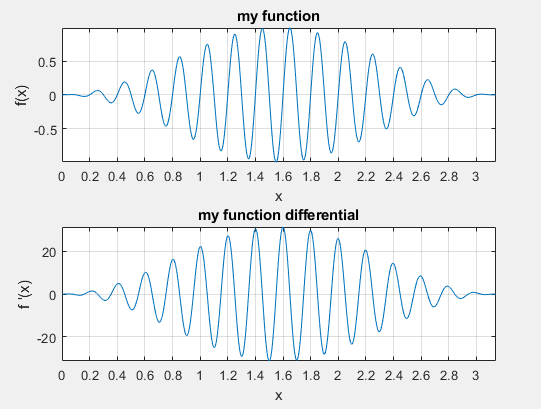 my function
f(x)
0.5
0
-0.5
0 0.2 0.4 0.6 0.8 1 1.2 1.4 1.6 1.8 2 2.2 2.4 2.6 2.8 3
x
my function differential
f '(x)
20
0
-20
0 0.2 0.4 0.6 0.8 1 1.2 1.4 1.6 1.8 2 2.2 2.4 2.6 2.8 3
x